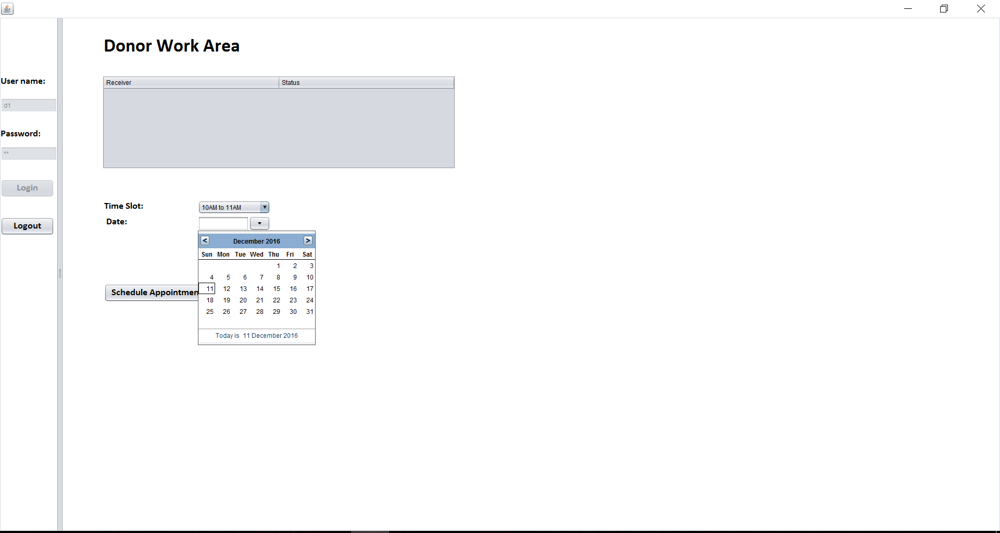 Donor Work Area
User name:
Receiver Status
d1
Password:
**
Login
Time Slot: 10AM to 11AM
Date:
Logout
< December 2016 >
Sun Mon Tue Wed Thu Fri Sat
1 2 3
4 5 6 7 8 9 10
11 12 13 14 15 16 17
Schedule Appointmen
18 19 20 21 22 23 24
25 26 27 28 29 30 31
Today is 11 December 2016